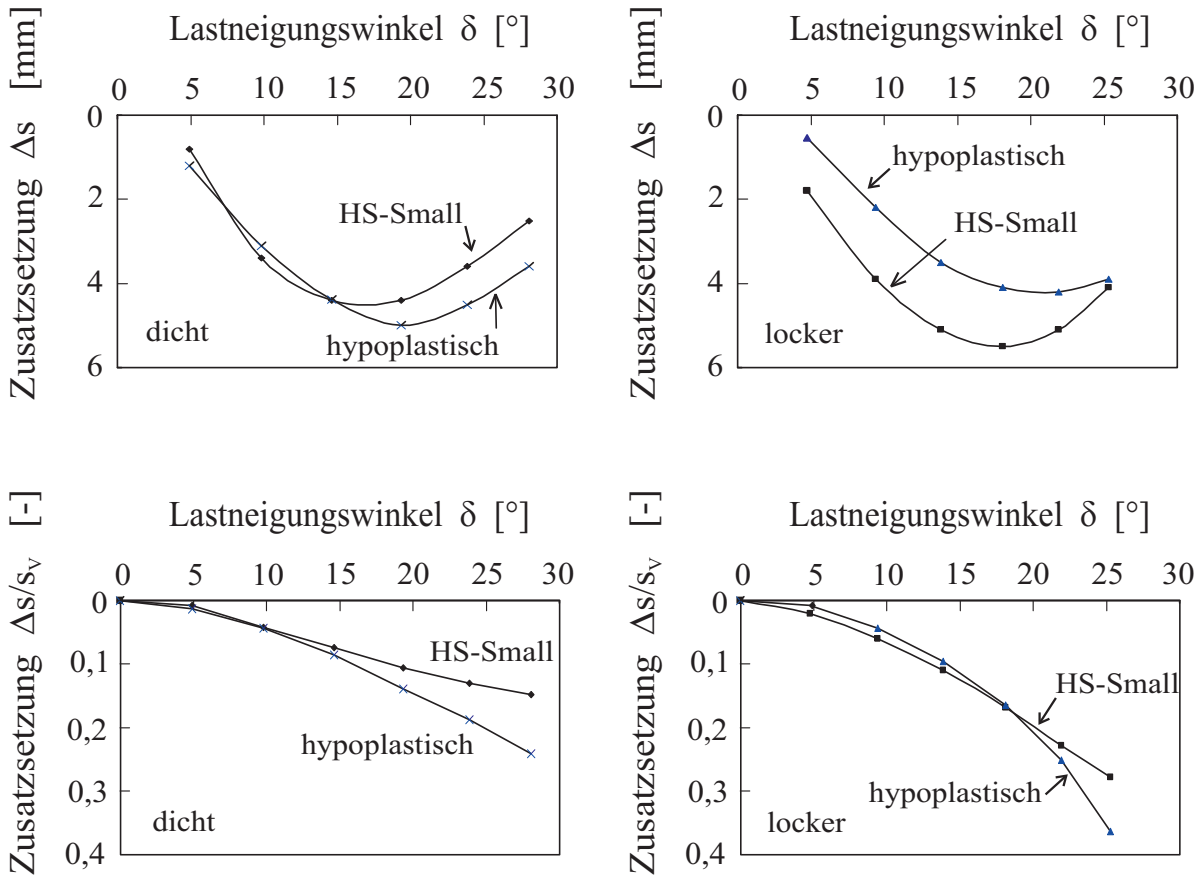 Lastneigungswinkel δ [°]
0 5 10 15 20 25 30
Zusatzsetzung Δs [mm]
0
2
4
6
HS-Small
hypoplastisch
dicht
Lastneigungswinkel δ [°]
0 5 10 15 20 25 30
Zusatzsetzung Δs [mm]
0
2
4
6
hypoplastisch
HS-Small
locker
Lastneigungswinkel δ [°]
0 5 10 15 20 25 30
Zusatzsetzung Δs/sᵥ [-]
0
0,1
0,2
0,3
0,4
HS-Small
hypoplastisch
dicht
Lastneigungswinkel δ [°]
0 5 10 15 20 25 30
Zusatzsetzung Δs/sᵥ [-]
0
0,1
0,2
0,3
0,4
HS-Small
hypoplastisch
locker